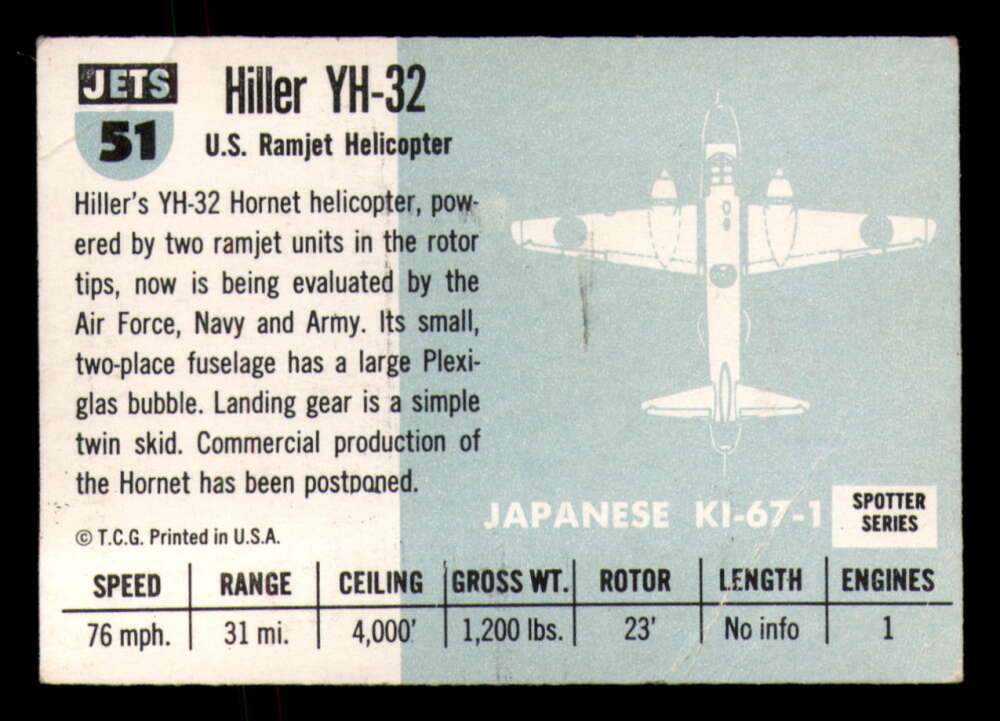 JETS
51
Hiller YH-32
U.S. Ramjet Helicopter
Hiller's YH-32 Hornet helicopter, pow-
ered by two ramjet units in the rotor
tips, now is being evaluated by the
Air Force, Navy and Army. Its small,
two-place fuselage has a large Plexi-
glas bubble. Landing gear is a simple
twin skid. Commercial production of
the Hornet has been postponed.
© T.C.G. Printed in U.S.A.
JAPANESE KI-67-1
SPOTTER
SERIES
SPEED RANGE CEILING GROSS WT. ROTOR LENGTH ENGINES
76 mph. 31 mi. 4,000' 1,200 lbs. 23' No info 1